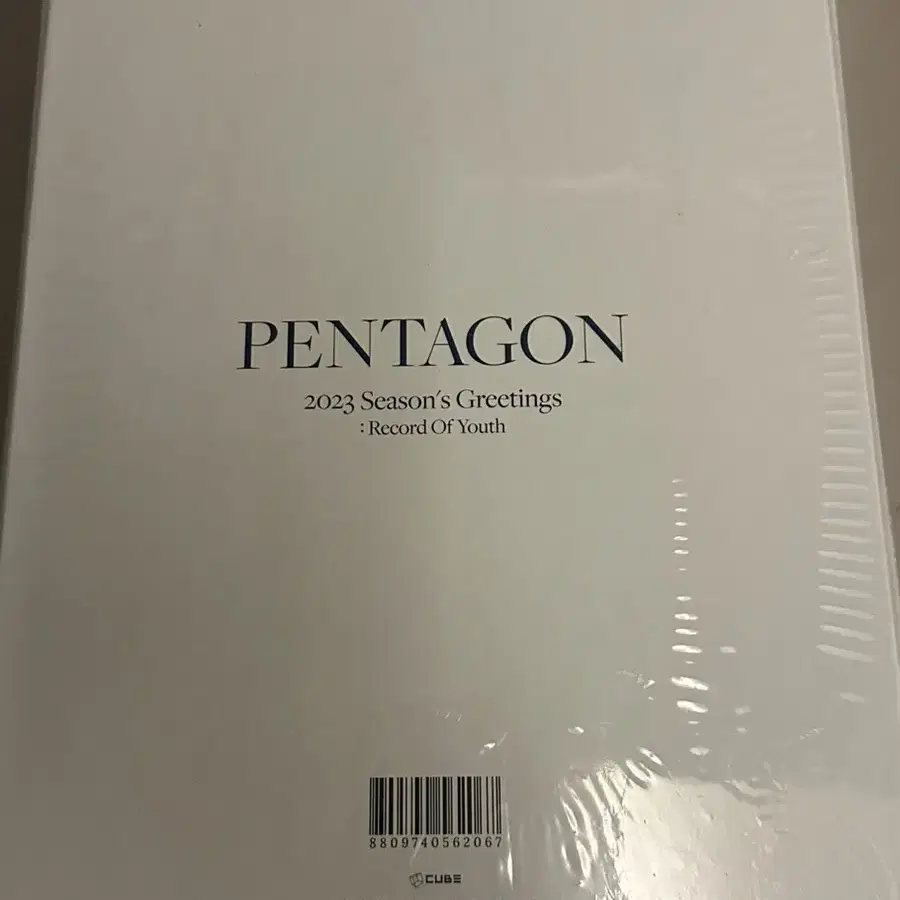 PENTAGON
2023 Season's Greetings
: Record Of Youth
8809740562067
CUBE